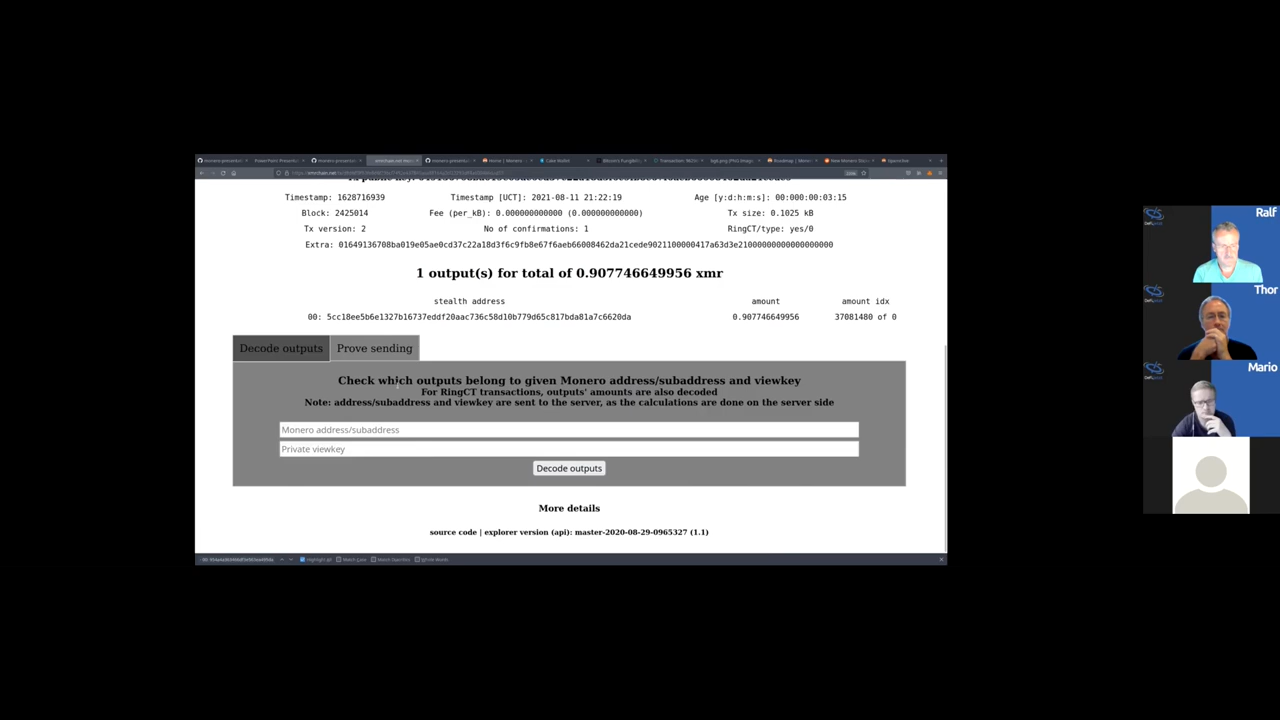 Timestamp: 1628716939
Timestamp [UCT]: 2021-08-11 21:22:19
Age [y:d:h:m:s]: 00:000:00:03:15
Block: 2425014
Fee (per_kB): 0.000000000000 (0.000000000000)
Tx size: 0.1025 kB
Tx version: 2
No of confirmations: 1
RingCT/type: yes/0
Extra:
1 output(s) for total of 0.907746649956 xmr
stealth address
amount
amount idx
00: 5cc18ee5b6e1327b16737eddf20aac736c58d10b779d65c817bda81a7c6620da
0.907746649956
37081480 of 0
Decode outputs
Prove sending
Check which outputs belong to given Monero address/subaddress and viewkey
For RingCT transactions, outputs' amounts are also decoded
Note: address/subaddress and viewkey are sent to the server, as the calculations are done on the server side
Monero address/subaddress
Private viewkey
Decode outputs
More details
source code | explorer version (api): master-2020-08-29-0965327 (1.1)
Ralf
Thor
Mario